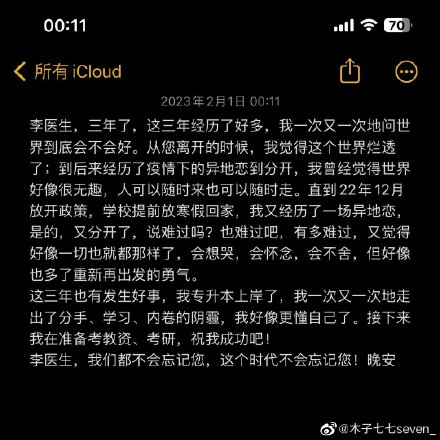 00:11
70
所有 iCloud
2023年2月1日 00:11
李医生，三年了，这三年经历了好多，我一次又一次地问世
界到底会不会好。从您离开的时候，我觉得这个世界烂透
了；到后来经历了疫情下的异地恋到分开，我曾经觉得世界
好像很无趣，人可以随时来也可以随时走。直到 22 年 12 月
放开政策，学校提前放寒假回家，我又经历了一场异地恋，
是的，又分开了，说难过吗？也难过吧，有多难过，又觉得
好像一切也就都那样了，会想哭，会怀念，会不舍，但好像
也多了重新再出发的勇气。
这三年也有发生好事，我专升本上岸了，我一次又一次地走
出了分手、学习、内卷的阴霾，我好像更懂自己了。接下来
我在准备考教资、考研，祝我成功吧！
李医生，我们都不会忘记您，这个时代不会忘记您！晚安
@木子七七seven_